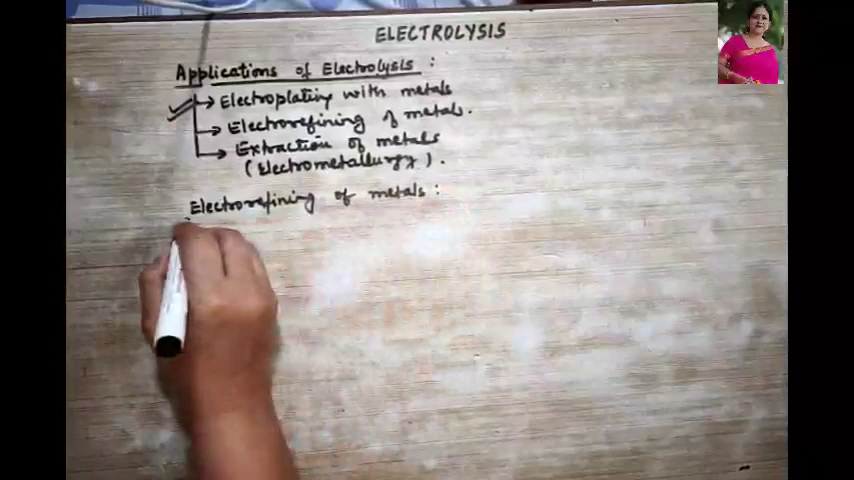 ELECTROLYSIS
Applications of Electrolysis :
Electroplating with metals
Electrorefining of metals.
Extraction of metals
(Electrometallurgy).
Electrorefining of metals :